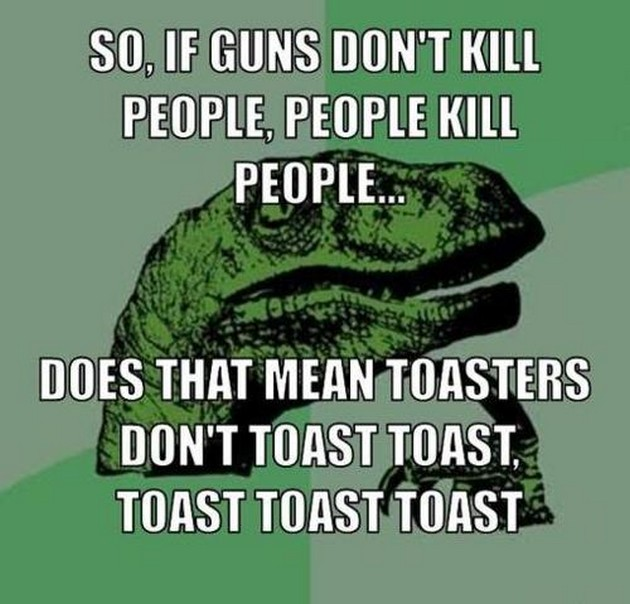 SO, IF GUNS DON'T KILL
PEOPLE, PEOPLE KILL
PEOPLE...
DOES THAT MEAN TOASTERS
DON'T TOAST TOAST,
TOAST TOAST TOAST